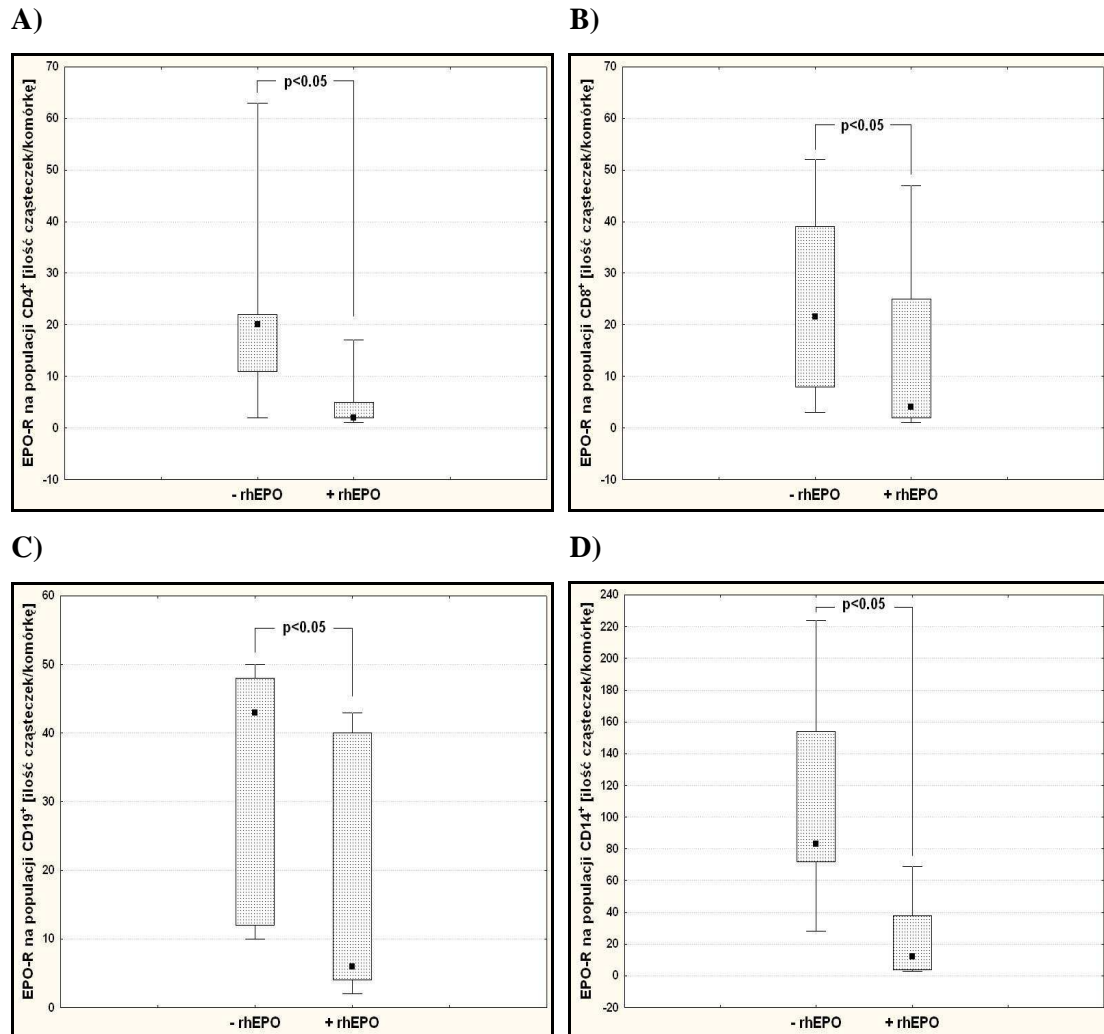 A)
EPO-R na populacji CD4+ [ilość cząsteczek/komórkę]
70
60
50
40
30
20
10
0
-10
p<0.05
- rhEPO + rhEPO
B)
EPO-R na populacji CD8+ [ilość cząsteczek/komórkę]
70
60
50
40
30
20
10
0
-10
p<0.05
- rhEPO + rhEPO
C)
EPO-R na populacji CD19+ [ilość cząsteczek/komórkę]
60
50
40
30
20
10
0
p<0.05
- rhEPO + rhEPO
D)
EPO-R na populacji CD14+ [ilość cząsteczek/komórkę]
240
220
200
180
160
140
120
100
80
60
40
20
0
-20
p<0.05
- rhEPO + rhEPO